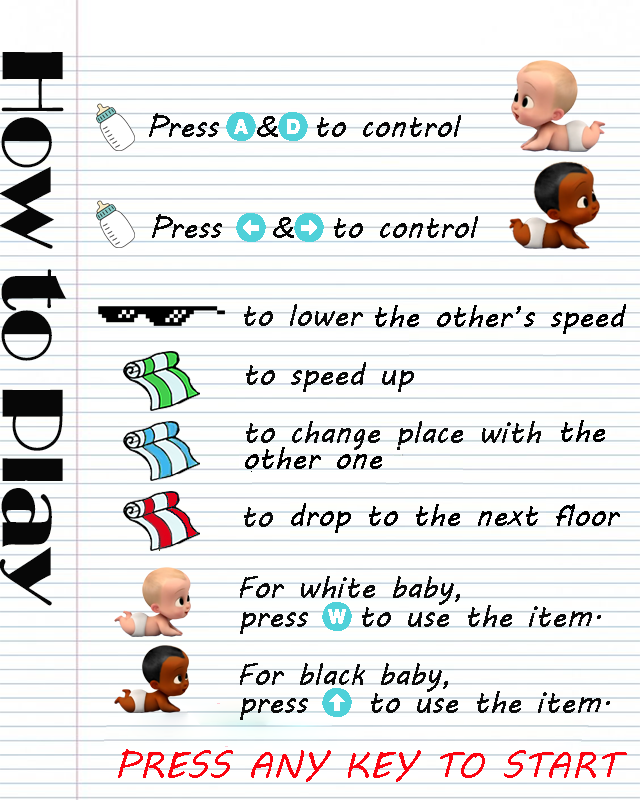 How to Play
Press A & D to control
Press ← & → to control
to lower the other's speed
to speed up
to change place with the
other one
to drop to the next floor
For white baby,
press W to use the item.
For black baby,
press ↑ to use the item.
PRESS ANY KEY TO START